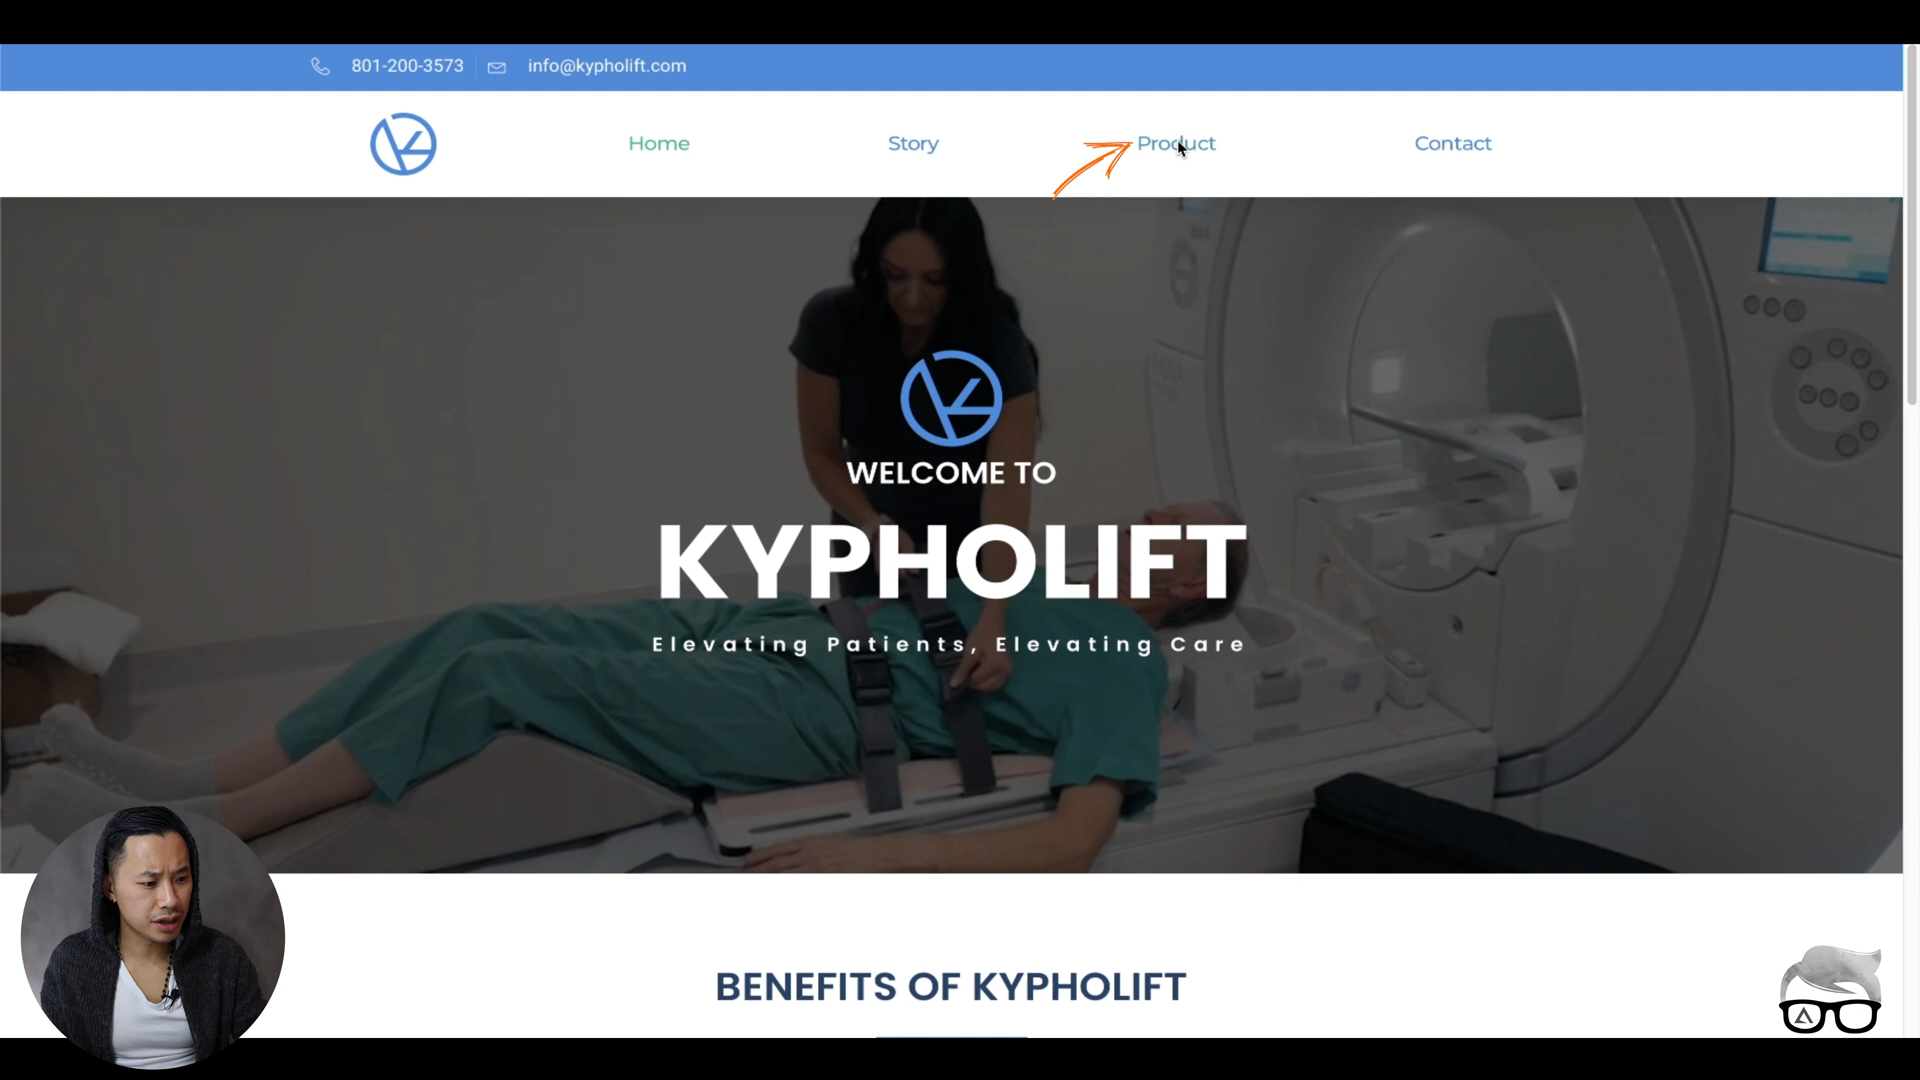 801-200-3573
info@kypholift.com
Home
Story
Product
Contact
WELCOME TO
KYPHOLIFT
Elevating Patients, Elevating Care
BENEFITS OF KYPHOLIFT